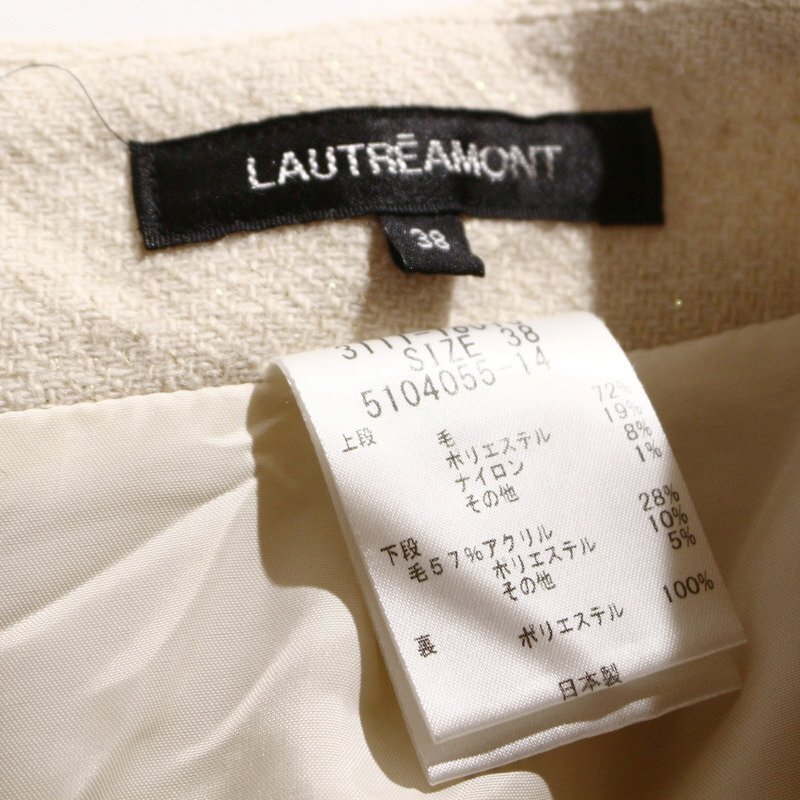 LAUTRĒAMONT
38
SIZE 38
5104055-14
上段 毛 72%
ポリエステル 19%
ナイロン 8%
その他 1%
下段
毛57%アクリル 28%
ポリエステル 10%
その他 5%
裏 ポリエステル 100%
日本製